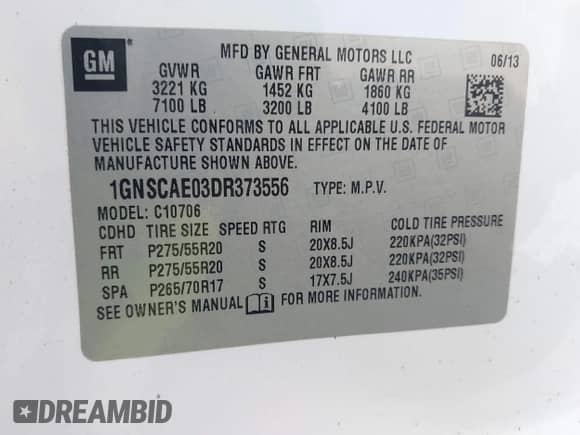 GM ® MFD BY GENERAL MOTORS LLC 06/13
GVWR GAWR FRT GAWR RR
3221 KG 1452 KG 1860 KG
7100 LB 3200 LB 4100 LB
THIS VEHICLE CONFORMS TO ALL APPLICABLE U.S. FEDERAL MOTOR
VEHICLE SAFETY STANDARDS IN EFFECT ON THE DATE OF
MANUFACTURE SHOWN ABOVE.
1GNSCAE03DR373556 TYPE: M.P.V.
MODEL: C10706
CDHD TIRE SIZE SPEED RTG RIM COLD TIRE PRESSURE
FRT P275/55R20 S 20X8.5J 220KPA(32PSI)
RR P275/55R20 S 20X8.5J 220KPA(32PSI)
SPA P265/70R17 S 17X7.5J 240KPA(35PSI)
SEE OWNER'S MANUAL FOR MORE INFORMATION.
DREAMBID